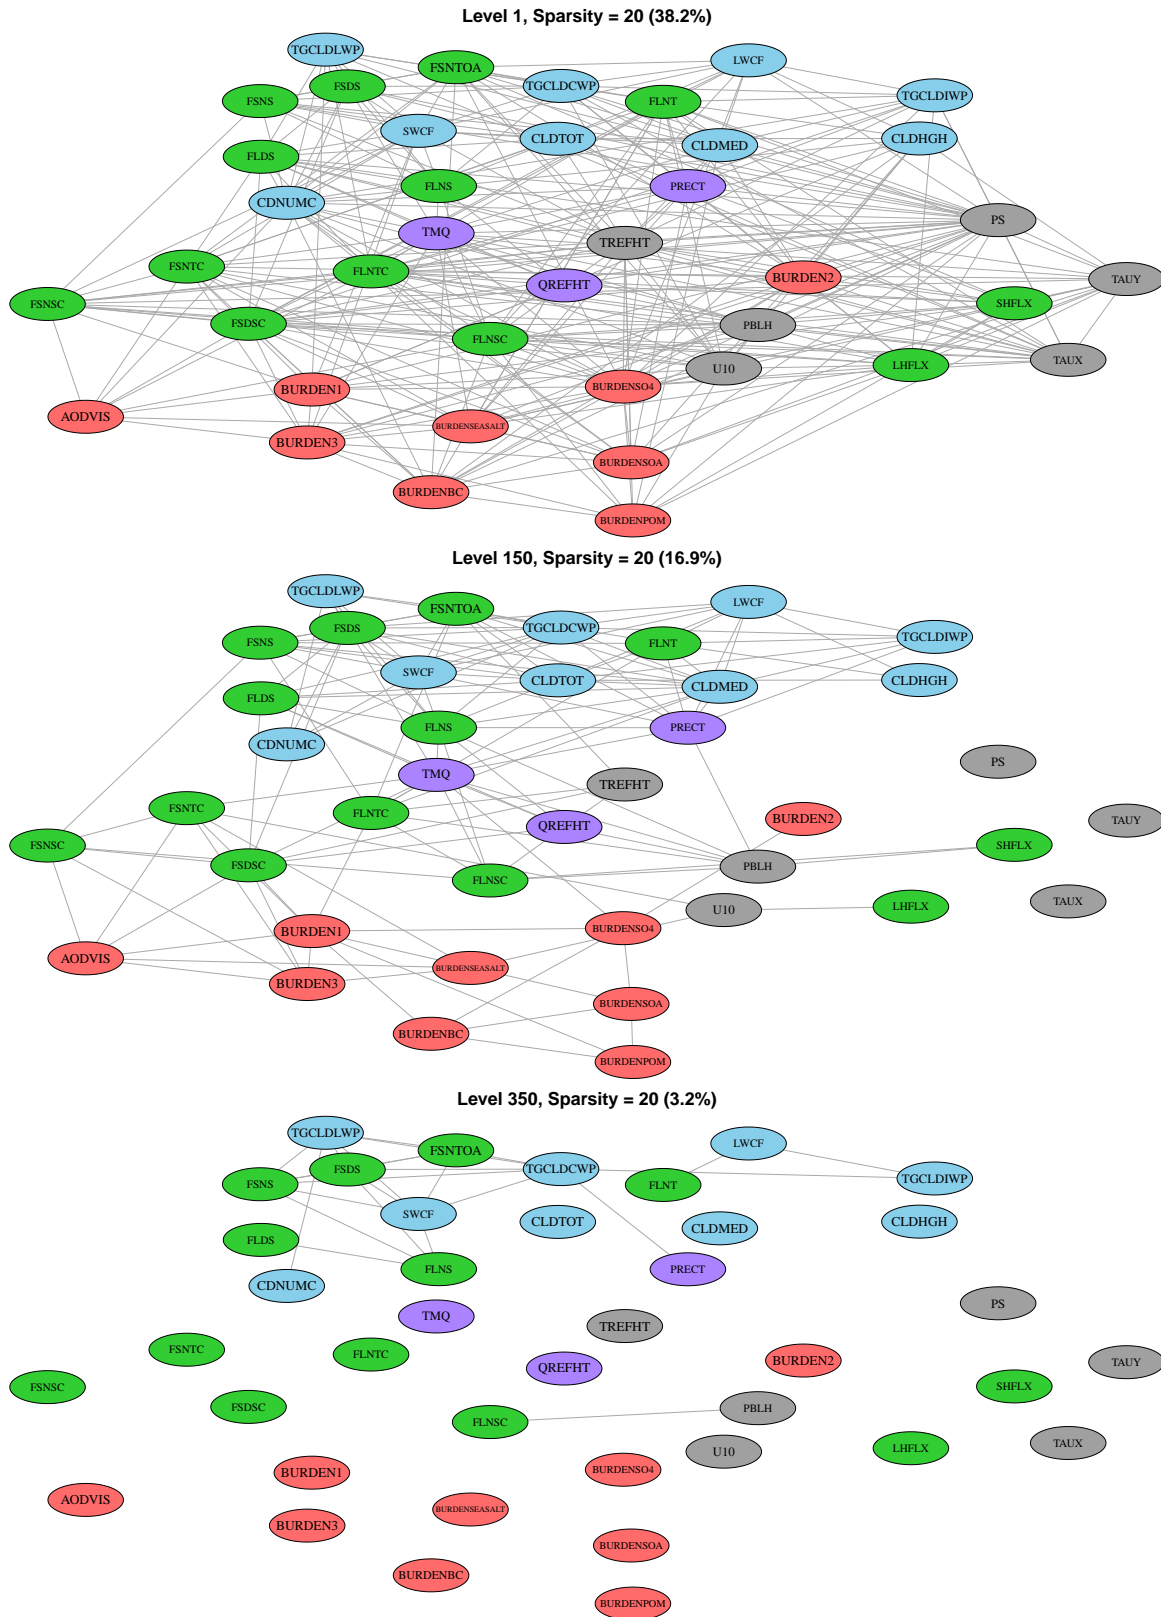 Level 1, Sparsity = 20 (38.2%)
TGCLDLWP
FSNTOA
LWCF
FSDS
TGCLDCWP
TGCLDIWP
FSNS
FLNT
SWCF
CLDTOT
CLDMED
CLDHGH
FLDS
FLNS
PRECT
CDNUMC
PS
TMQ
TREFHT
FSNTC
FLNTC
QREFHT
BURDEN2
TAUY
FSNSC
SHFLX
FSDSC
PBLH
FLNSC
TAUX
U10
LHFLX
BURDEN1
BURDENSO4
AODVIS
BURDENSEASALT
BURDEN3
BURDENSOA
BURDENBC
BURDENPOM
Level 150, Sparsity = 20 (16.9%)
TGCLDLWP
FSNTOA
LWCF
FSDS
TGCLDCWP
TGCLDIWP
FSNS
FLNT
SWCF
CLDTOT
CLDMED
CLDHGH
FLDS
FLNS
PRECT
CDNUMC
PS
TMQ
TREFHT
FSNTC
FLNTC
QREFHT
BURDEN2
TAUY
FSNSC
SHFLX
FSDSC
PBLH
FLNSC
TAUX
U10
LHFLX
BURDEN1
BURDENSO4
AODVIS
BURDENSEASALT
BURDEN3
BURDENSOA
BURDENBC
BURDENPOM
Level 350, Sparsity = 20 (3.2%)
TGCLDLWP
FSNTOA
LWCF
FSDS
TGCLDCWP
TGCLDIWP
FSNS
FLNT
SWCF
CLDTOT
CLDMED
CLDHGH
FLDS
FLNS
PRECT
CDNUMC
PS
TMQ
TREFHT
FSNTC
FLNTC
QREFHT
BURDEN2
TAUY
FSNSC
SHFLX
FSDSC
PBLH
FLNSC
TAUX
U10
LHFLX
BURDEN1
BURDENSO4
AODVIS
BURDENSEASALT
BURDEN3
BURDENSOA
BURDENBC
BURDENPOM